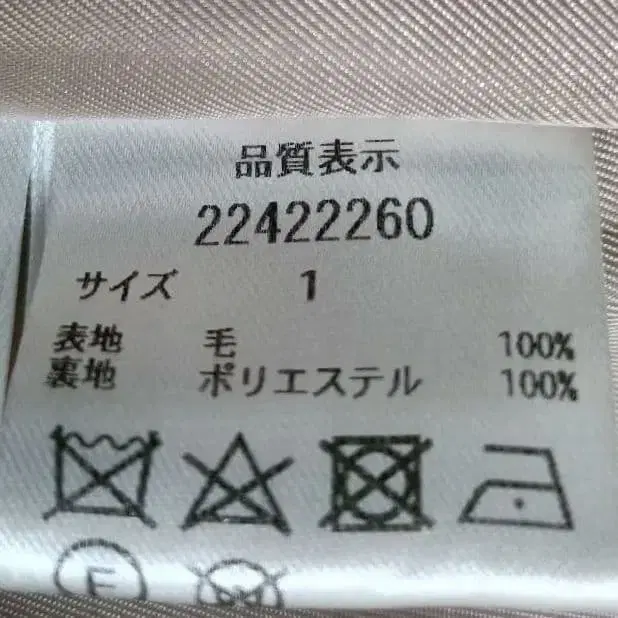 品質表示
22422260
サイズ 1
表地 毛 100%
裏地 ポリエステル 100%